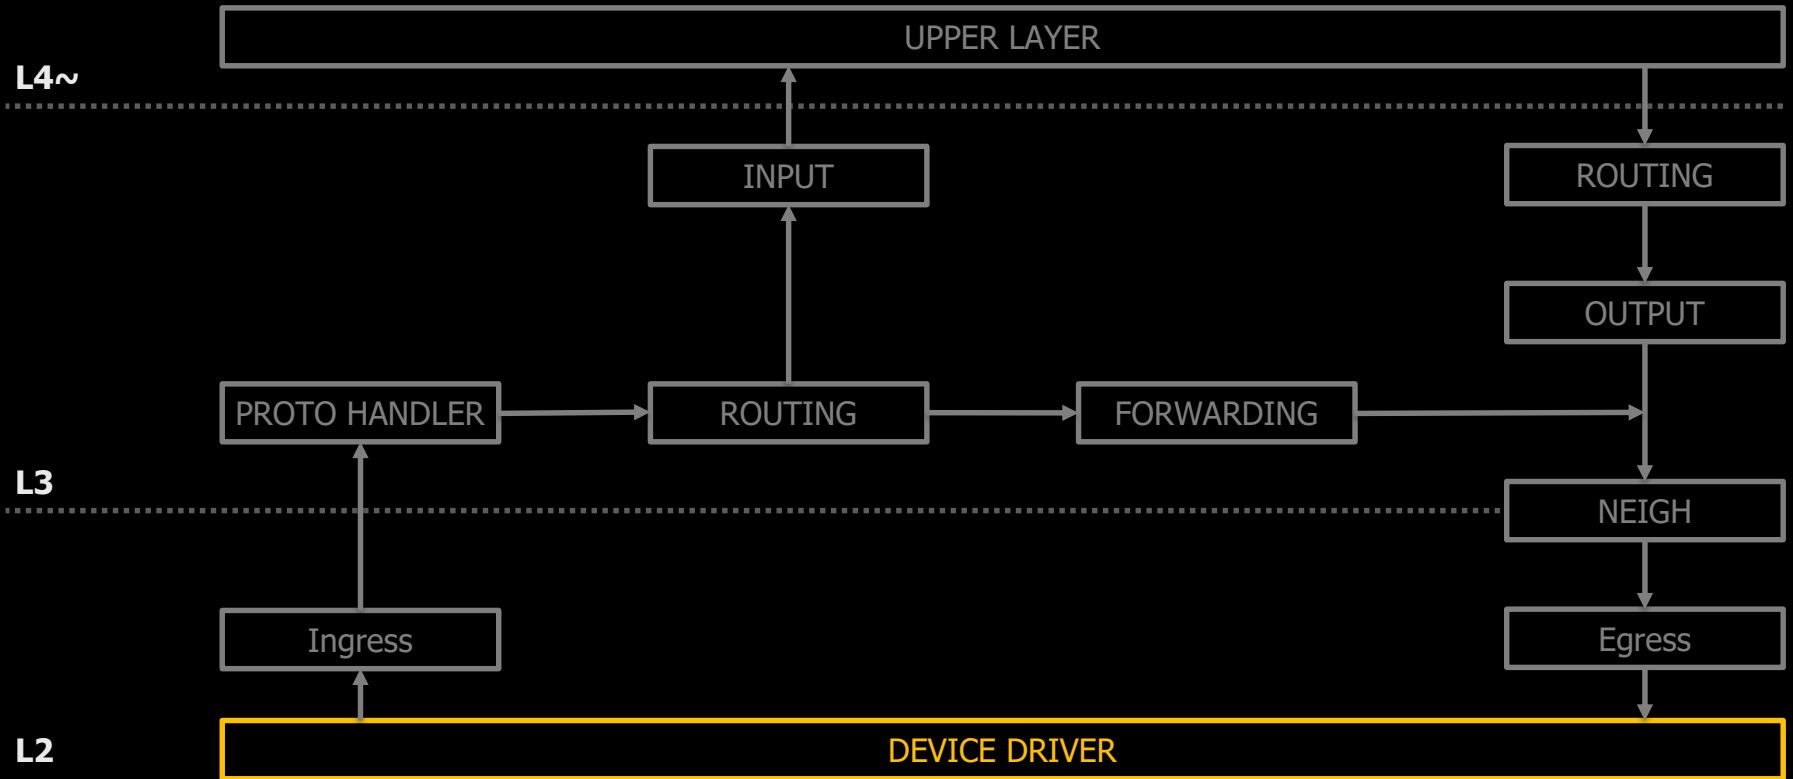 UPPER LAYER
L4~
INPUT
ROUTING
OUTPUT
PROTO HANDLER
ROUTING
FORWARDING
L3
NEIGH
Ingress
Egress
L2
DEVICE DRIVER